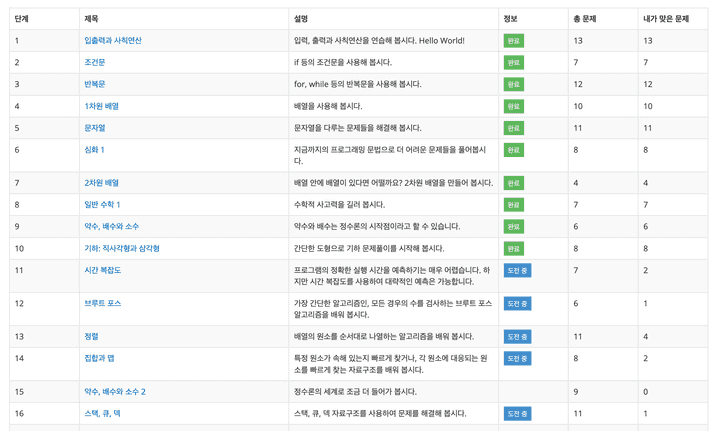 단계 제목 설명 정보 총 문제 내가 맞은 문제
1 입출력과 사칙연산 입력, 출력과 사칙연산을 연습해 봅시다. Hello World! 완료 13 13
2 조건문 if 등의 조건문을 사용해 봅시다. 완료 7 7
3 반복문 for, while 등의 반복문을 사용해 봅시다. 완료 12 12
4 1차원 배열 배열을 사용해 봅시다. 완료 10 10
5 문자열 문자열을 다루는 문제들을 해결해 봅시다. 완료 11 11
6 심화 1 지금까지의 프로그래밍 문법으로 더 어려운 문제들을 풀어봅시 완료 8 8
다.
7 2차원 배열 배열 안에 배열이 있다면 어떨까요? 2차원 배열을 만들어 봅시다. 완료 4 4
8 일반 수학 1 수학적 사고력을 길러 봅시다. 완료 7 7
9 약수, 배수와 소수 약수와 배수는 정수론의 시작점이라고 할 수 있습니다. 완료 6 6
10 기하: 직사각형과 삼각형 간단한 도형으로 기하 문제풀이를 시작해 봅시다. 완료 8 8
11 시간 복잡도 프로그램의 정확한 실행 시간을 예측하기는 매우 어렵습니다. 하 도전 중 7 2
지만 시간 복잡도를 사용하여 대략적인 예측은 가능합니다.
12 브루트 포스 가장 간단한 알고리즘인, 모든 경우의 수를 검사하는 브루트 포스 도전 중 6 1
알고리즘을 배워 봅시다.
13 정렬 배열의 원소를 순서대로 나열하는 알고리즘을 배워 봅시다. 도전 중 11 4
14 집합과 맵 특정 원소가 속해 있는지 빠르게 찾거나, 각 원소에 대응되는 원 도전 중 8 2
소를 빠르게 찾는 자료구조를 배워 봅시다.
15 약수, 배수와 소수 2 정수론의 세계로 조금 더 들어가 봅시다. 9 0
16 스택, 큐, 덱 스택, 큐, 덱 자료구조를 사용하여 문제를 해결해 봅시다. 도전 중 11 1